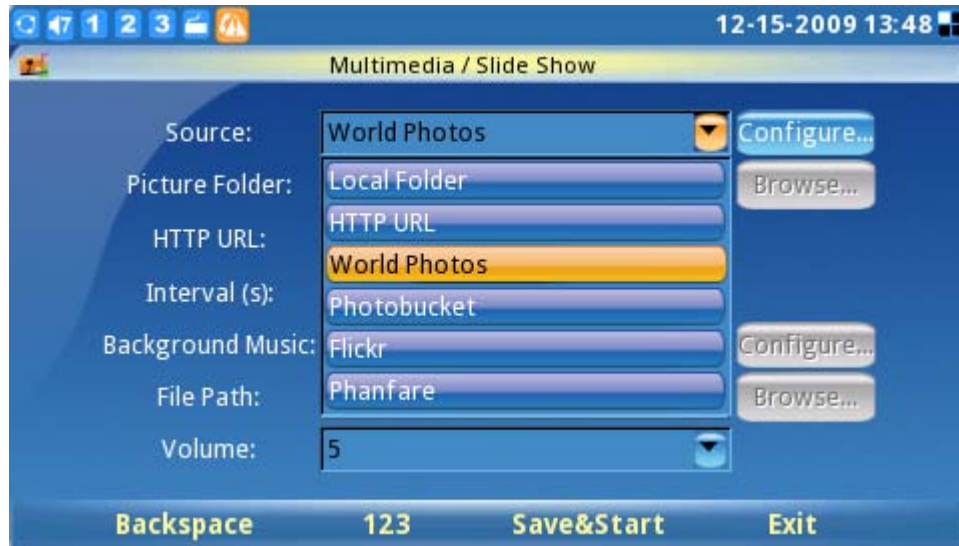 7 1 2 3 12-15-2009 13:48
Multimedia / Slide Show
Source: World Photos Configure...
Picture Folder: Local Folder Browse...
HTTP URL: HTTP URL
World Photos
Interval (s): Photobucket
Background Music: Flickr Configure...
File Path: Phanfare Browse...
Volume: 5
Backspace 123 Save&Start Exit